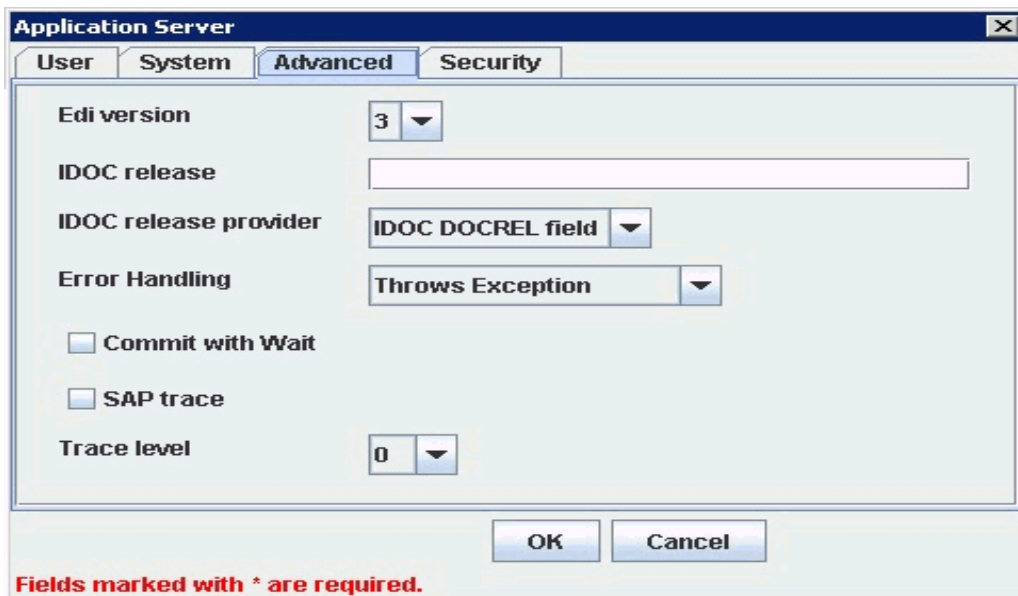 Application Server
User System Advanced Security
Edi version 3
IDOC release
IDOC release provider IDOC DOCREL field
Error Handling Throws Exception
Commit with Wait
SAP trace
Trace level 0
OK Cancel
Fields marked with * are required.